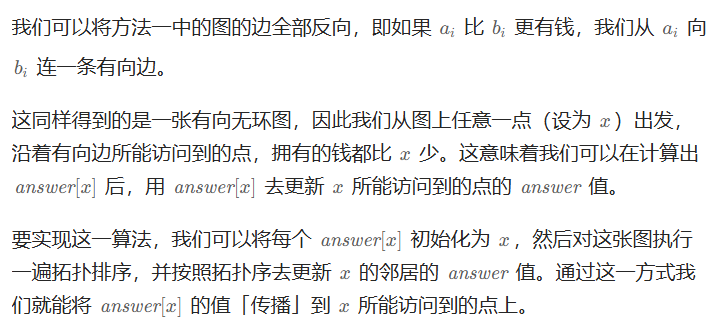 我们可以将方法一中的图的边全部反向，即如果 aᵢ 比 bᵢ 更有钱，我们从 aᵢ 向
bᵢ 连一条有向边。
这同样得到的是一张有向无环图，因此我们从图上任意一点（设为 x）出发，
沿着有向边所能访问到的点，拥有的钱都比 x 少。这意味着我们可以在计算出
answer[x] 后，用 answer[x] 去更新 x 所能访问到的点的 answer 值。
要实现这一算法，我们可以将每个 answer[x] 初始化为 x，然后对这张图执行
一遍拓扑排序，并按照拓扑序去更新 x 的邻居的 answer 值。通过这一方式我
们就能将 answer[x] 的值「传播」到 x 所能访问到的点上。